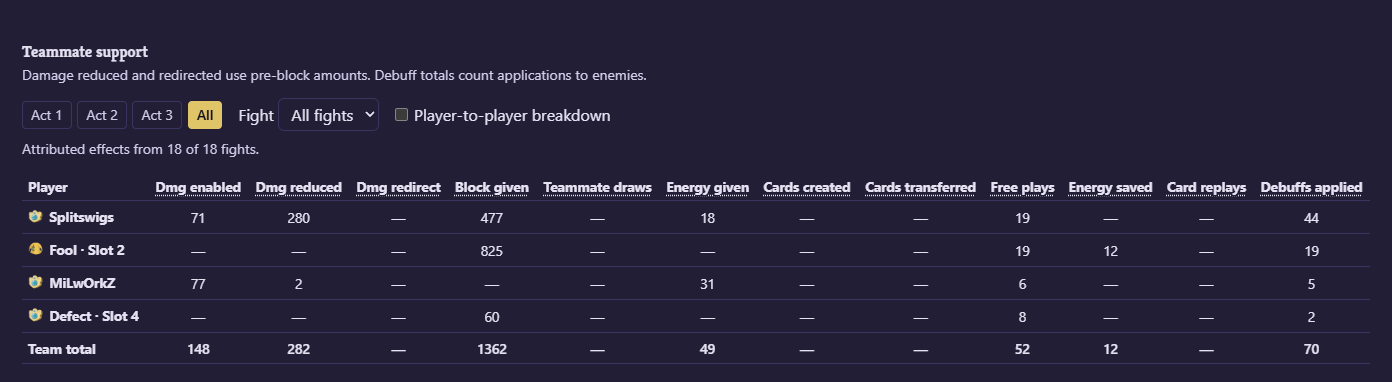 Teammate support
Damage reduced and redirected use pre-block amounts. Debuff totals count applications to enemies.
Act 1 Act 2 Act 3 All Fight All fights Player-to-player breakdown
Attributed effects from 18 of 18 fights.
Player Dmg enabled Dmg reduced Dmg redirect Block given Teammate draws Energy given Cards created Cards transferred Free plays Energy saved Card replays Debuffs applied
Splitswigs 71 280 — 477 — 18 — — 19 — — 44
Fool · Slot 2 — — — 825 — — — — 19 12 — 19
MiLwOrkZ 77 2 — — — 31 — — 6 — — 5
Defect · Slot 4 — — — 60 — — — — 8 — — 2
Team total 148 282 — 1362 — 49 — — 52 12 — 70